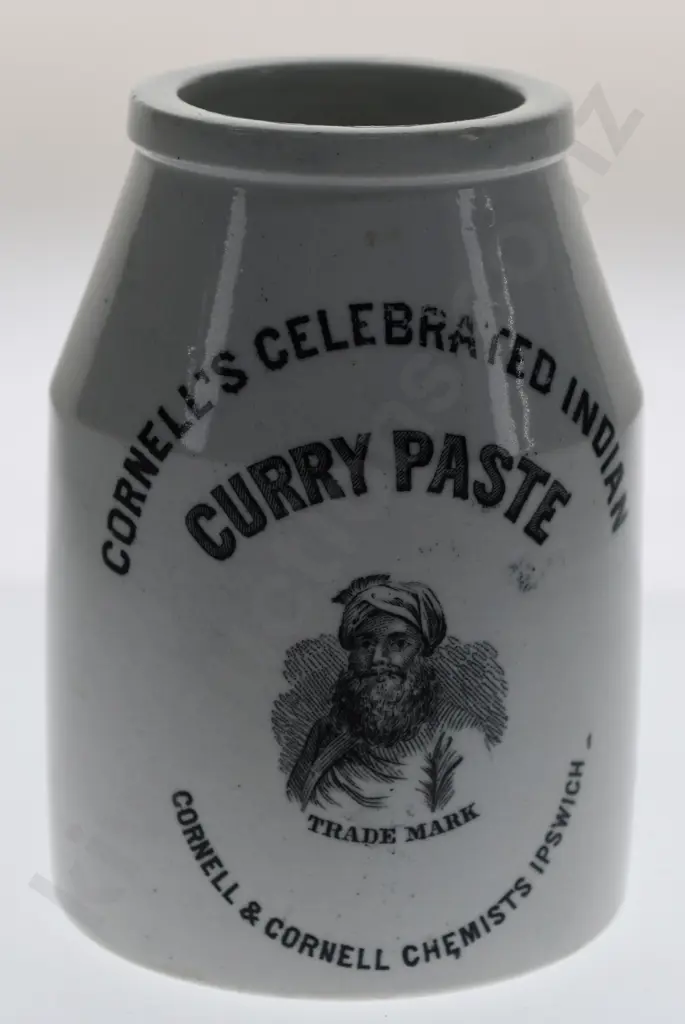 CORNELL'S CELEBRATED INDIAN
CURRY PASTE
TRADE MARK
CORNELL & CORNELL CHEMISTS IPSWICH -